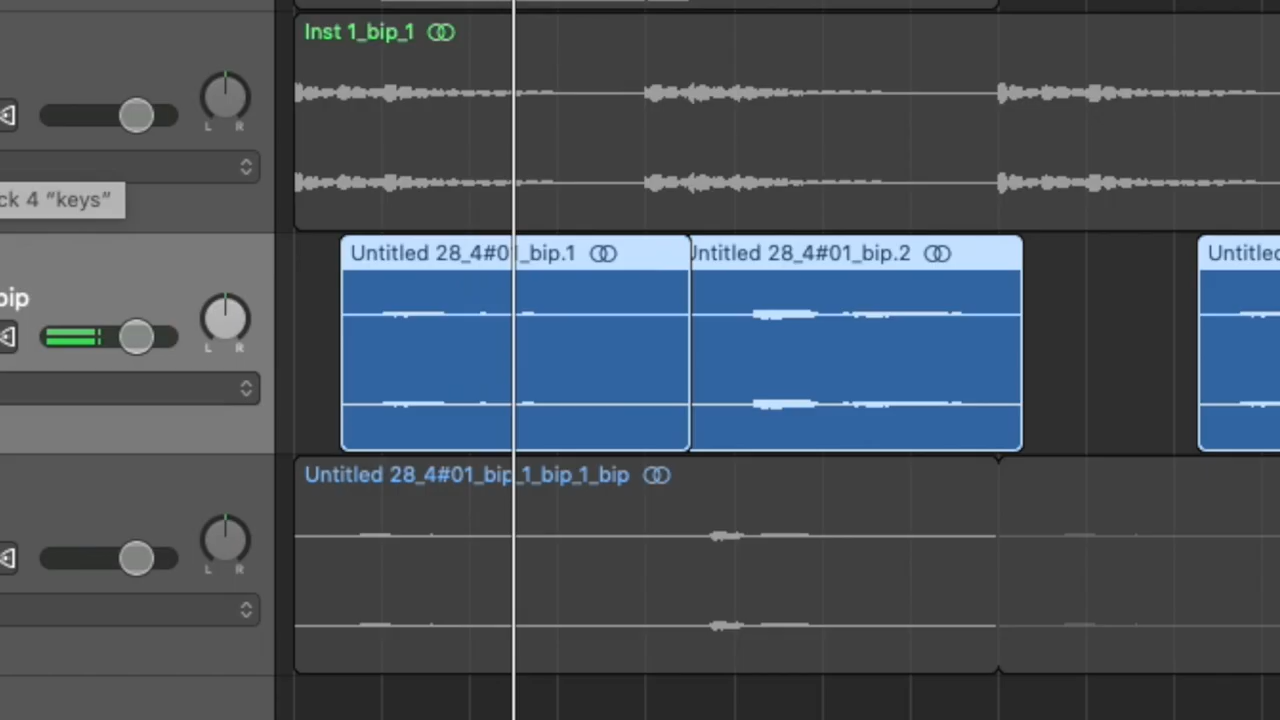 Inst 1_bip_1
L R
ck 4 “keys”
Untitled 28_4#01_bip.1
Untitled 28_4#01_bip.2
Untitled
bip
L R
Untitled 28_4#01_bip_1_bip_1_bip
L R